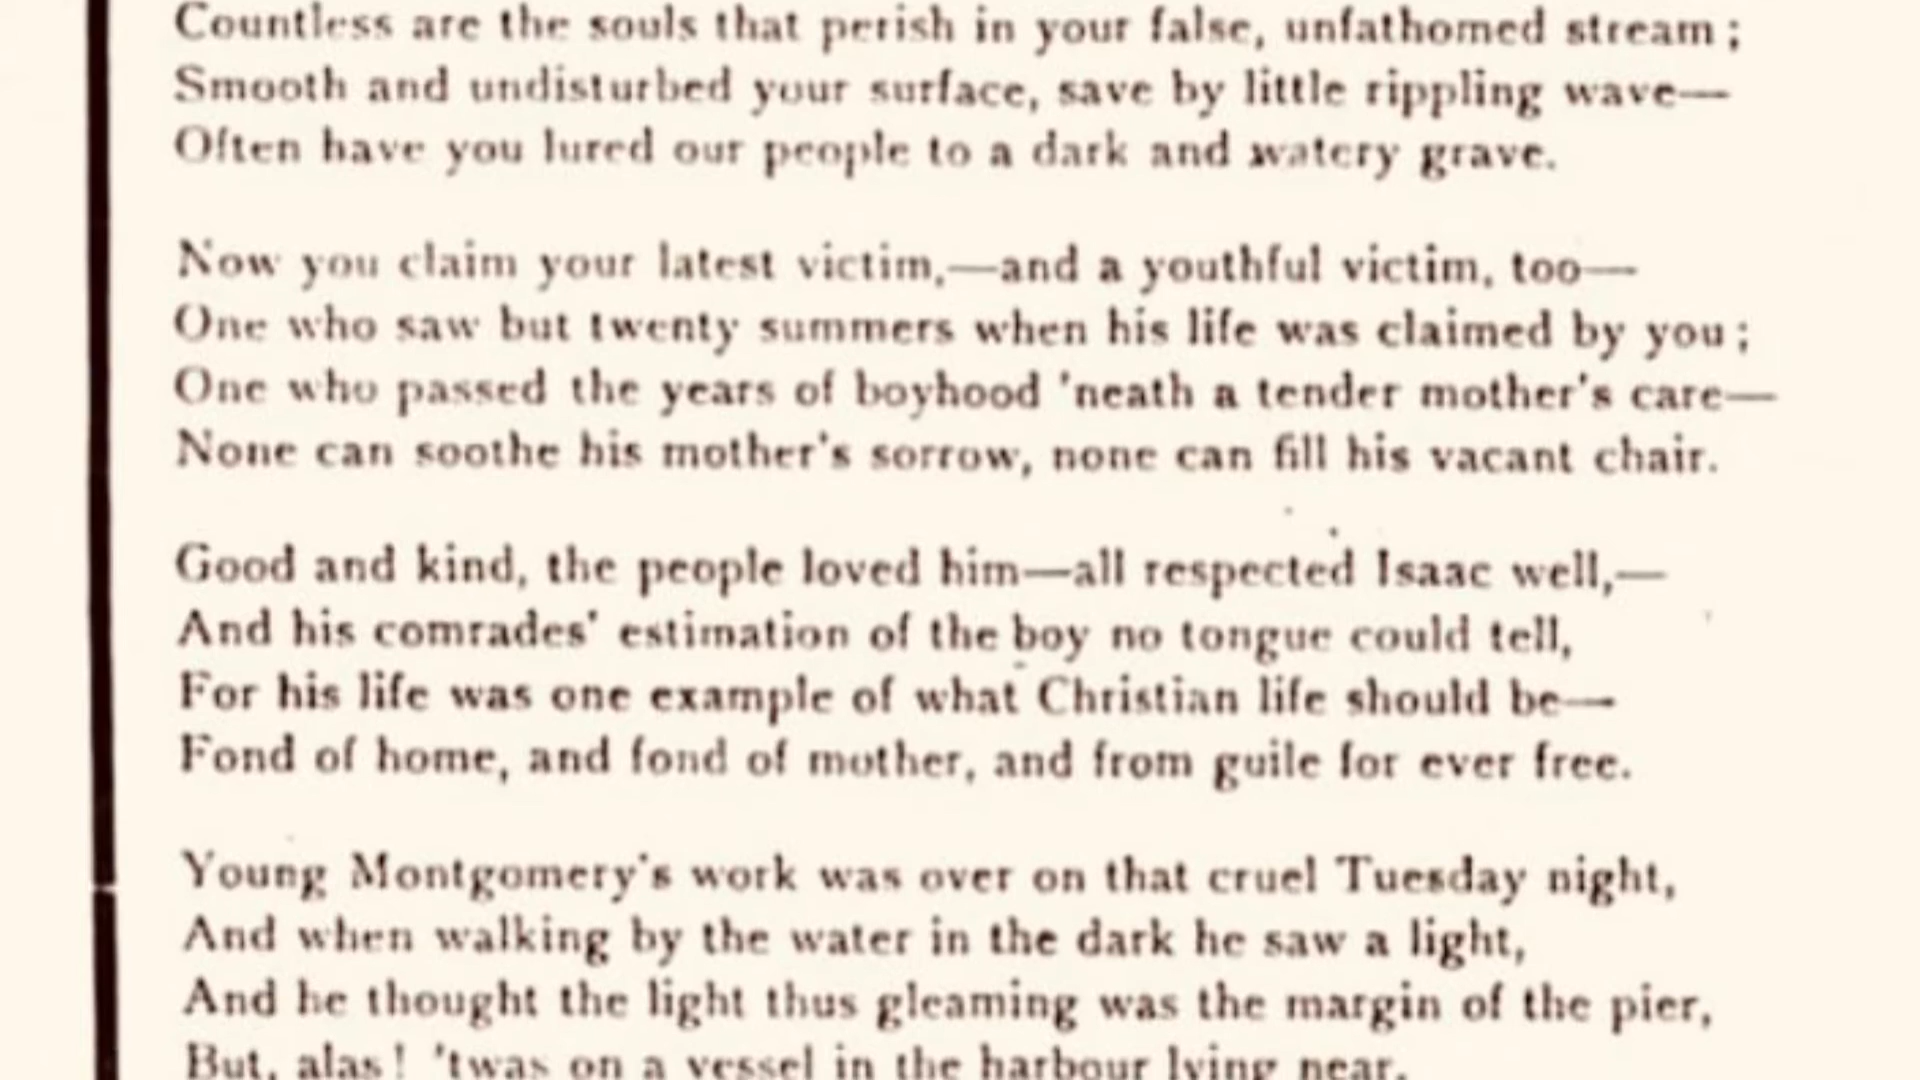 Countless are the souls that perish in your false, unfathomed stream;
Smooth and undisturbed your surface, save by little rippling wave—
Often have you lured our people to a dark and watery grave.
Now you claim your latest victim,—and a youthful victim, too—
One who saw but twenty summers when his life was claimed by you;
One who passed the years of boyhood 'neath a tender mother's care—
None can soothe his mother's sorrow, none can fill his vacant chair.
Good and kind, the people loved him—all respected Isaac well,—
And his comrades' estimation of the boy no tongue could tell,
For his life was one example of what Christian life should be—
Fond of home, and fond of mother, and from guile for ever free.
Young Montgomery's work was over on that cruel Tuesday night,
And when walking by the water in the dark he saw a light,
And he thought the light thus gleaming was the margin of the pier,
But, alas! 'twas on a vessel in the harbour lying near.